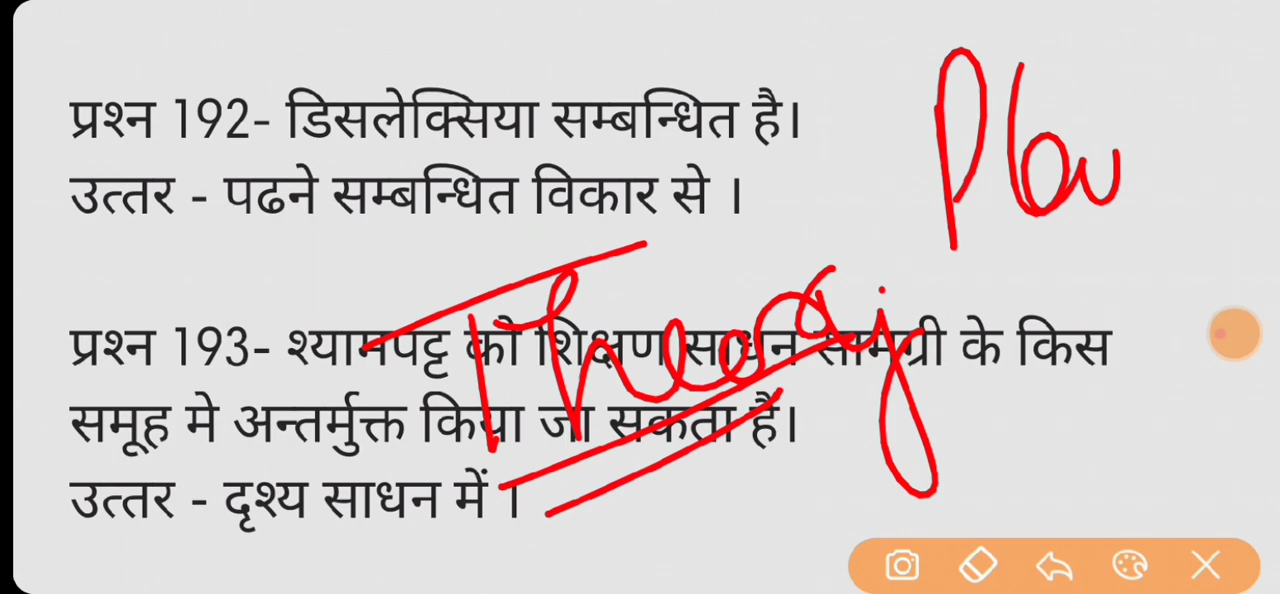 प्रश्न 192- डिसलेक्सिया सम्बन्धित है।
उत्तर - पढने सम्बन्धित विकार से ।
प्रश्न 193- श्यामपट्ट को शिक्षण साधन सामग्री के किस
समूह मे अन्तर्मुक्त किया जा सकता है।
उत्तर - दृश्य साधन में ।